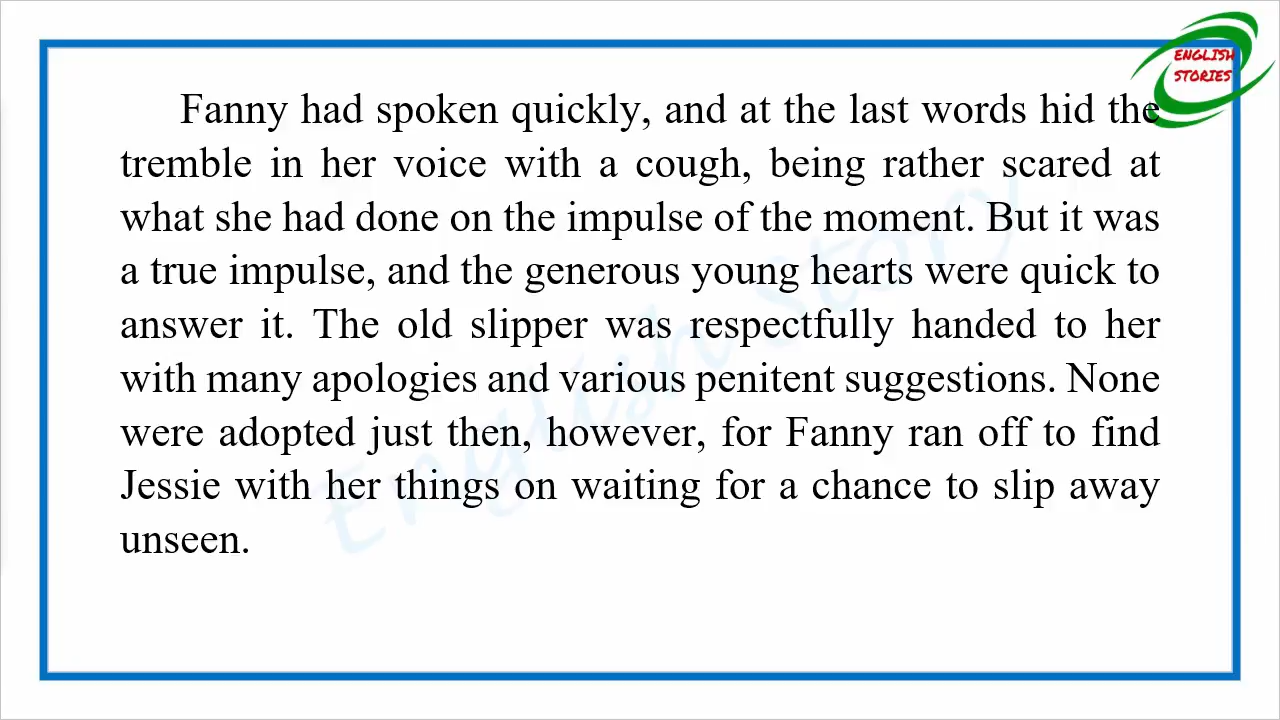 ENGLISH
STORIES
Fanny had spoken quickly, and at the last words hid the
tremble in her voice with a cough, being rather scared at
what she had done on the impulse of the moment. But it was
a true impulse, and the generous young hearts were quick to
answer it. The old slipper was respectfully handed to her
with many apologies and various penitent suggestions. None
were adopted just then, however, for Fanny ran off to find
Jessie with her things on waiting for a chance to slip away
unseen.
English Story